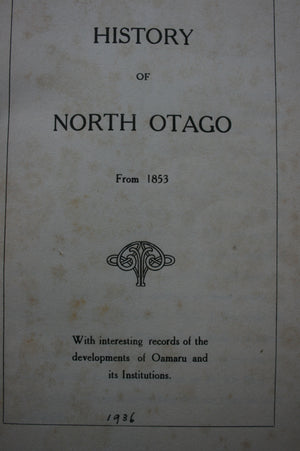 HISTORY
OF
NORTH OTAGO
From 1853
With interesting records of the
developments of Oamaru and
its Institutions.
1936